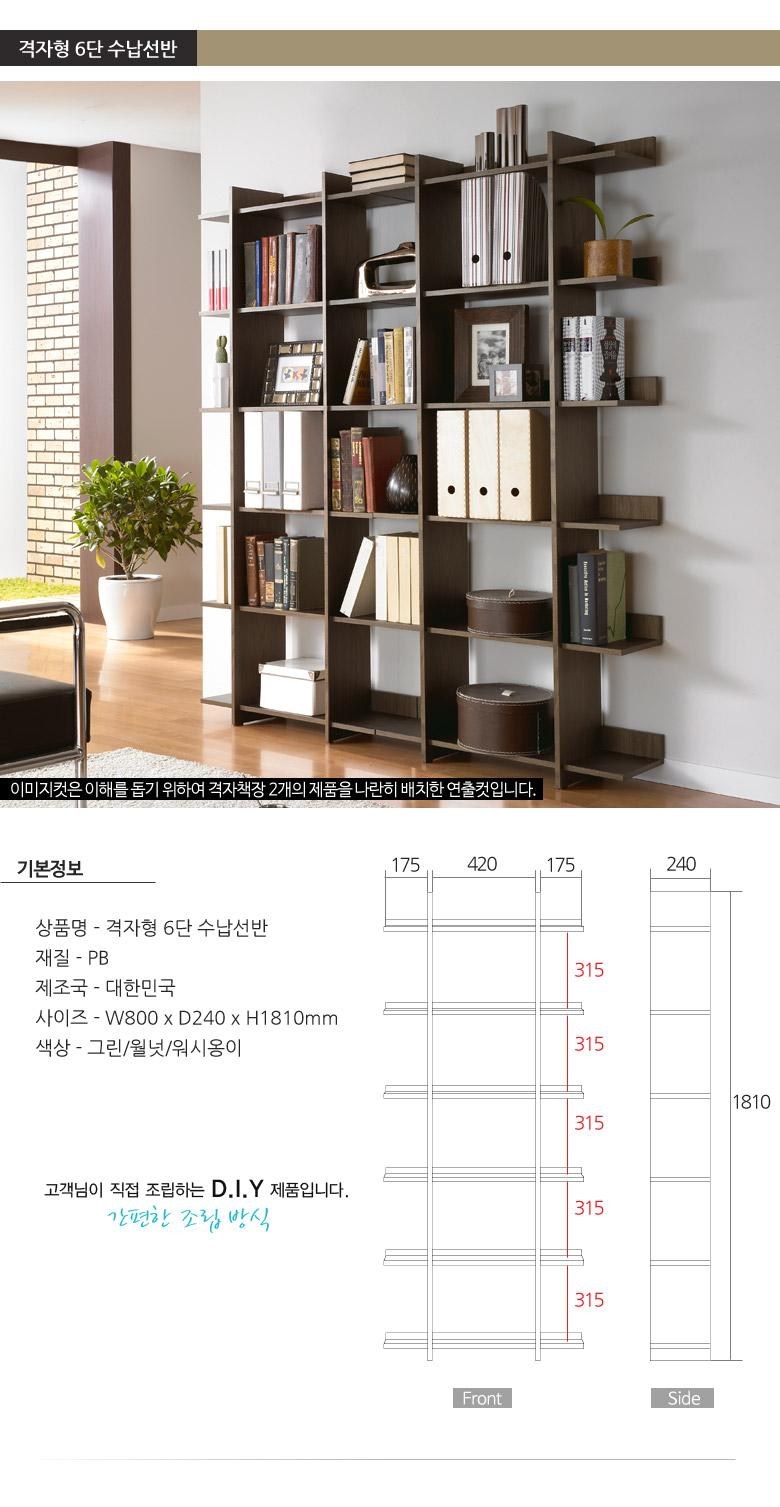 격자형 6단 수납선반
이미지컷은 이해를 돕기 위하여 격자책장 2개의 제품을 나란히 배치한 연출컷입니다.
기본정보
상품명 - 격자형 6단 수납선반
재질 - PB
제조국 - 대한민국
사이즈 - W800 x D240 x H1810mm
색상 - 그린/월넛/워시옹이
고객님이 직접 조립하는 D.I.Y 제품입니다.
간편한 조립 방식
175 420 175
240
315
315
315
315
315
1810
Front
Side